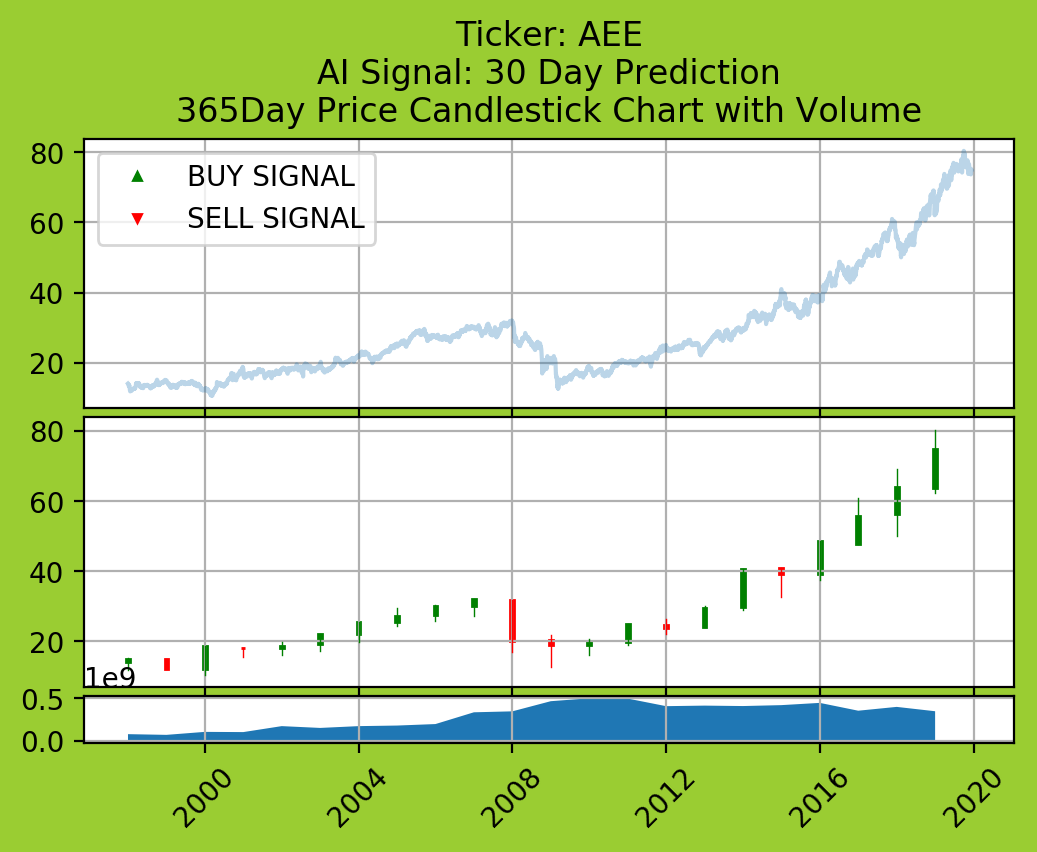 Ticker: AEE
AI Signal: 30 Day Prediction
365Day Price Candlestick Chart with Volume
80
60
40
20
BUY SIGNAL
SELL SIGNAL
80
60
40
20
1e9
0.5
0.0
2000
2004
2008
2012
2016
2020